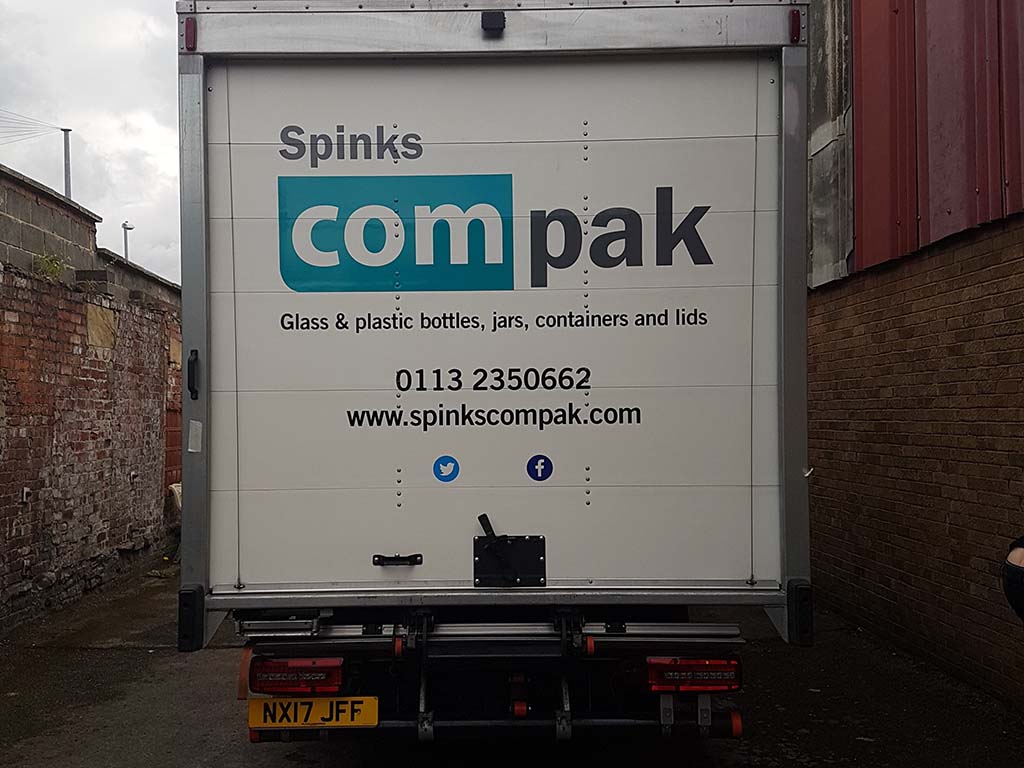 Spinks
compak
Glass & plastic bottles, jars, containers and lids
0113 2350662
www.spinkscompak.com
NX17 JFF